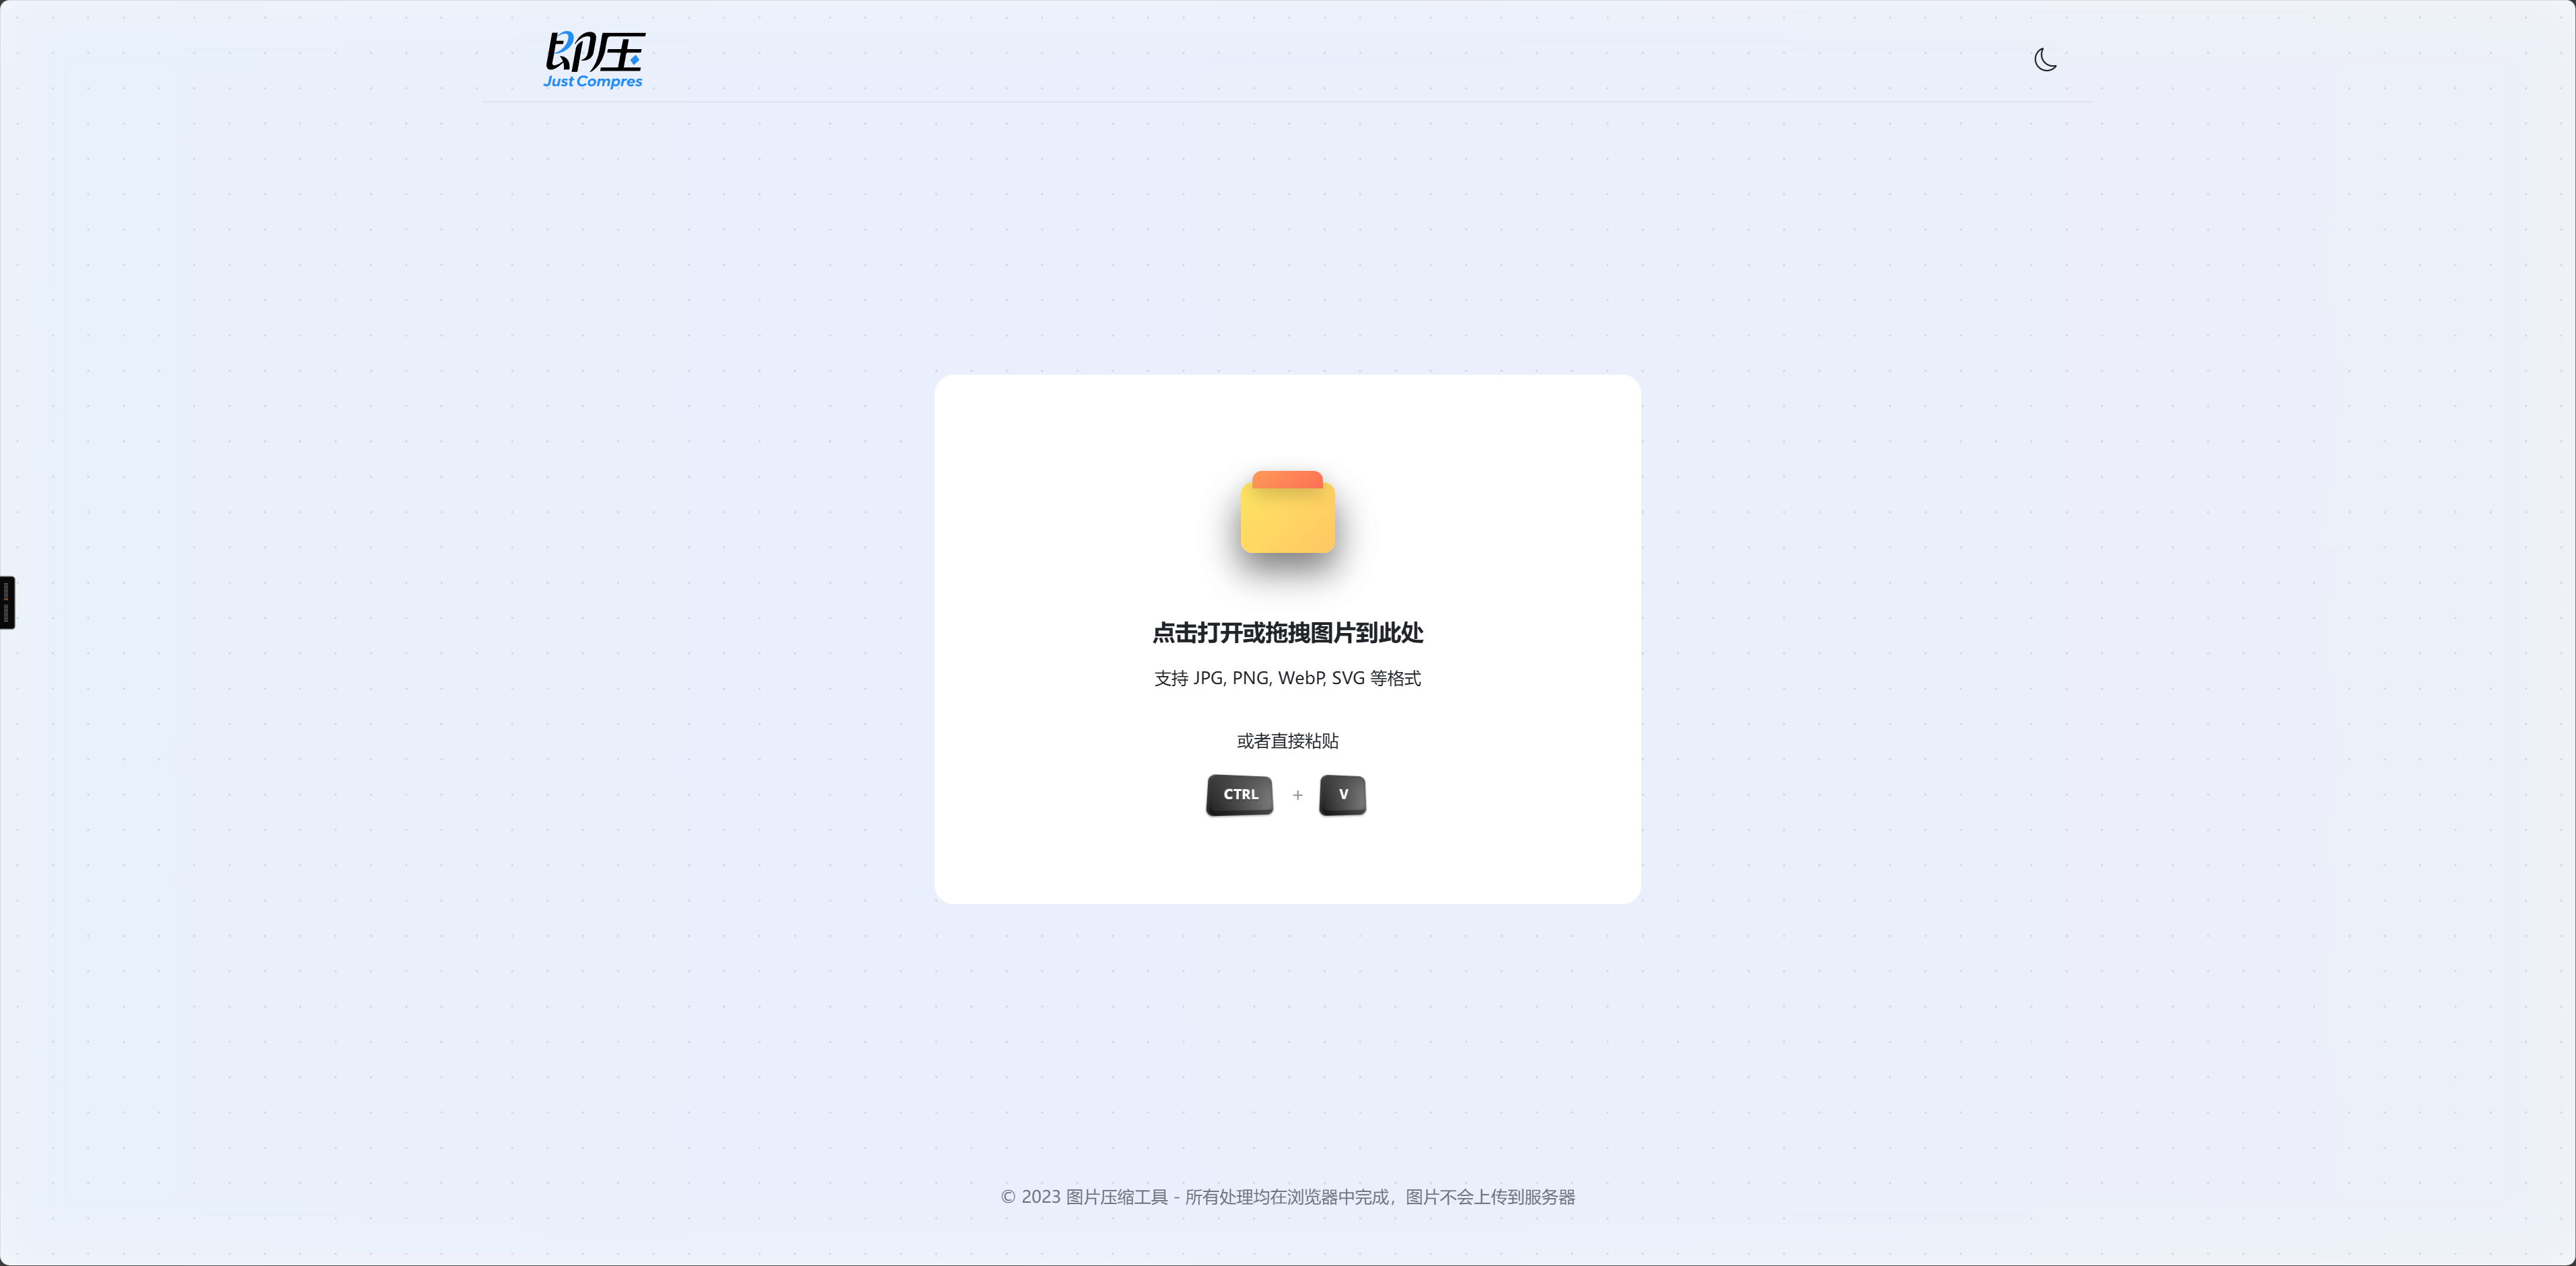 即压
Just Compres
点击打开或拖拽图片到此处
支持 JPG, PNG, WebP, SVG 等格式
或者直接粘贴
CTRL + V
© 2023 图片压缩工具 - 所有处理均在浏览器中完成，图片不会上传到服务器